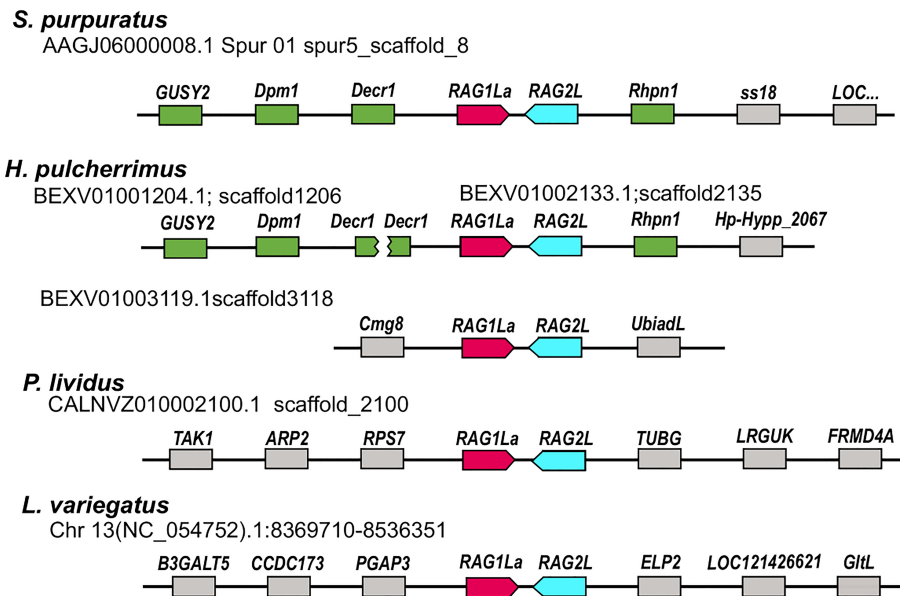 S. purpuratus
AAGJ06000008.1 Spur 01 spur5_scaffold_8
GUSY2 Dpm1 Decr1 RAG1La RAG2L Rhpn1 ss18 LOC...
H. pulcherrimus
BEXV01001204.1; scaffold1206 BEXV01002133.1;scaffold2135
GUSY2 Dpm1 Decr1 Decr1 RAG1La RAG2L Rhpn1 Hp-Hypp_2067
BEXV01003119.1scaffold3118
Cmg8 RAG1La RAG2L UbiadL
P. lividus
CALNVZ010002100.1 scaffold_2100
TAK1 ARP2 RPS7 RAG1La RAG2L TUBG LRGUK FRMD4A
L. variegatus
Chr 13(NC_054752).1:8369710-8536351
B3GALT5 CCDC173 PGAP3 RAG1La RAG2L ELP2 LOC121426621 GltL